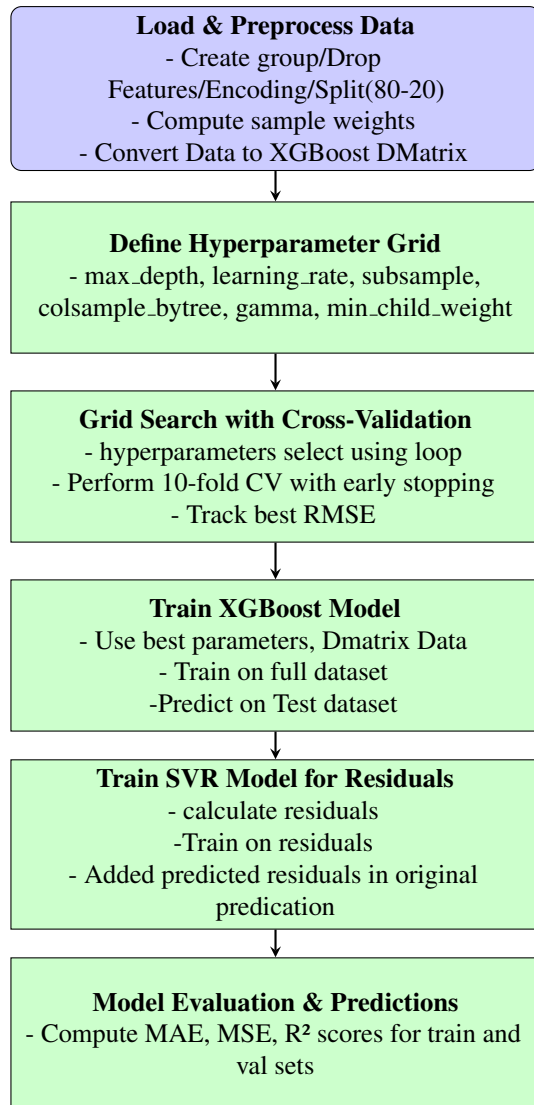 Load & Preprocess Data
- Create group/Drop
Features/Encoding/Split(80-20)
- Compute sample weights
- Convert Data to XGBoost DMatrix
Define Hyperparameter Grid
- max_depth, learning_rate, subsample,
colsample_bytree, gamma, min_child_weight
Grid Search with Cross-Validation
- hyperparameters select using loop
- Perform 10-fold CV with early stopping
- Track best RMSE
Train XGBoost Model
- Use best parameters, Dmatrix Data
- Train on full dataset
-Predict on Test dataset
Train SVR Model for Residuals
- calculate residuals
-Train on residuals
- Added predicted residuals in original
predication
Model Evaluation & Predictions
- Compute MAE, MSE, R² scores for train and
val sets